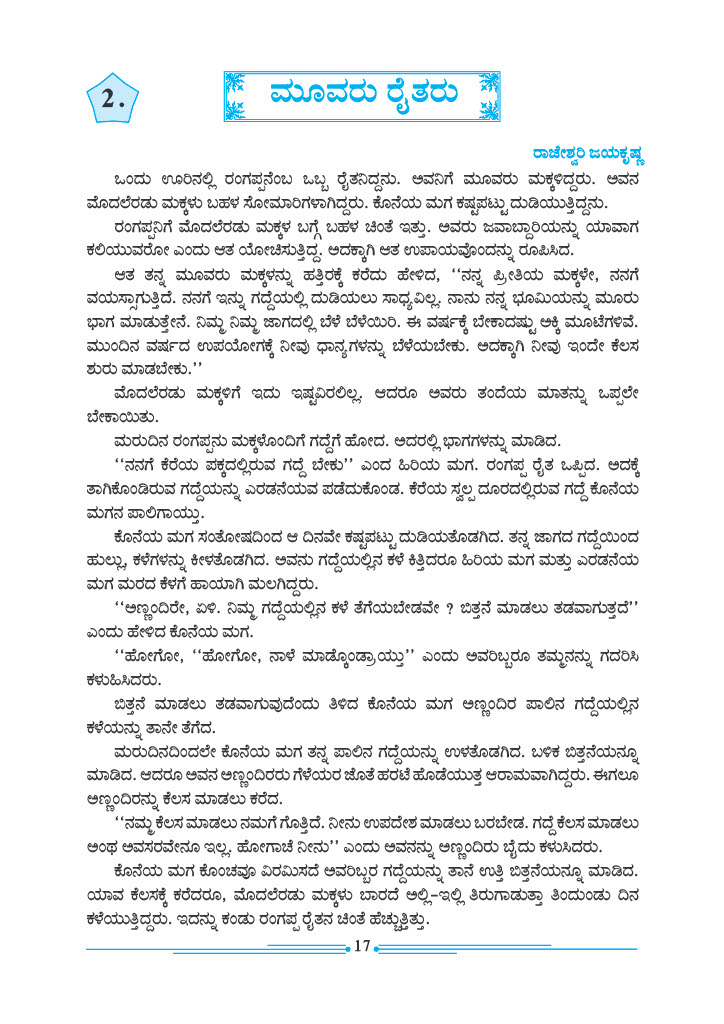 2.
ಮೂವರು ರೈತರು
ರಾಜೇಶ್ವರಿ ಜಯಕೃಷ್ಣ
ಒಂದು ಊರಿನಲ್ಲಿ ರಂಗಪ್ಪನೆಂಬ ಒಬ್ಬ ರೈತನಿದ್ದನು. ಅವನಿಗೆ ಮೂವರು ಮಕ್ಕಳಿದ್ದರು. ಅವನ
ಮೊದಲೆರಡು ಮಕ್ಕಳು ಬಹಳ ಸೋಮಾರಿಗಳಾಗಿದ್ದರು. ಕೊನೆಯ ಮಗ ಕಷ್ಟಪಟ್ಟು ದುಡಿಯುತ್ತಿದ್ದನು.
ರಂಗಪ್ಪನಿಗೆ ಮೊದಲೆರಡು ಮಕ್ಕಳ ಬಗ್ಗೆ ಬಹಳ ಚಿಂತೆ ಇತ್ತು. ಅವರು ಜವಾಬ್ದಾರಿಯನ್ನು ಯಾವಾಗ
ಕಲಿಯುವರೋ ಎಂದು ಆತ ಯೋಚಿಸುತ್ತಿದ್ದ. ಅದಕ್ಕಾಗಿ ಆತ ಉಪಾಯವೊಂದನ್ನು ರೂಪಿಸಿದ.
ಆತ ತನ್ನ ಮೂವರು ಮಕ್ಕಳನ್ನು ಹತ್ತಿರಕ್ಕೆ ಕರೆದು ಹೇಳಿದ, ‘‘ನನ್ನ ಪ್ರೀತಿಯ ಮಕ್ಕಳೇ, ನನಗೆ
ವಯಸ್ಸಾಗುತ್ತಿದೆ. ನನಗೆ ಇನ್ನು ಗದ್ದೆಯಲ್ಲಿ ದುಡಿಯಲು ಸಾಧ್ಯವಿಲ್ಲ. ನಾನು ನನ್ನ ಭೂಮಿಯನ್ನು ಮೂರು
ಭಾಗ ಮಾಡುತ್ತೇನೆ. ನಿಮ್ಮ ನಿಮ್ಮ ಜಾಗದಲ್ಲಿ ಬೆಳೆ ಬೆಳೆಯಿರಿ. ಈ ವರ್ಷಕ್ಕೆ ಬೇಕಾದಷ್ಟು ಅಕ್ಕಿ ಮೂಟೆಗಳಿವೆ.
ಮುಂದಿನ ವರ್ಷದ ಉಪಯೋಗಕ್ಕೆ ನೀವು ಧಾನ್ಯಗಳನ್ನು ಬೆಳೆಯಬೇಕು. ಅದಕ್ಕಾಗಿ ನೀವು ಇಂದೇ ಕೆಲಸ
ಶುರು ಮಾಡಬೇಕು.’’
ಮೊದಲೆರಡು ಮಕ್ಕಳಿಗೆ ಇದು ಇಷ್ಟವಿರಲಿಲ್ಲ. ಆದರೂ ಅವರು ತಂದೆಯ ಮಾತನ್ನು ಒಪ್ಪಲೇ
ಬೇಕಾಯಿತು.
ಮರುದಿನ ರಂಗಪ್ಪನು ಮಕ್ಕಳೊಂದಿಗೆ ಗದ್ದೆಗೆ ಹೋದ. ಅದರಲ್ಲಿ ಭಾಗಗಳನ್ನು ಮಾಡಿದ.
‘‘ನನಗೆ ಕೆರೆಯ ಪಕ್ಕದಲ್ಲಿರುವ ಗದ್ದೆ ಬೇಕು’’ ಎಂದ ಹಿರಿಯ ಮಗ. ರಂಗಪ್ಪ ರೈತ ಒಪ್ಪಿದ. ಅದಕ್ಕೆ
ತಾಗಿಕೊಂಡಿರುವ ಗದ್ದೆಯನ್ನು ಎರಡನೆಯವ ಪಡೆದುಕೊಂಡ. ಕೆರೆಯ ಸ್ವಲ್ಪ ದೂರದಲ್ಲಿರುವ ಗದ್ದೆ ಕೊನೆಯ
ಮಗನ ಪಾಲಿಗಾಯ್ತು.
ಕೊನೆಯ ಮಗ ಸಂತೋಷದಿಂದ ಆ ದಿನವೇ ಕಷ್ಟಪಟ್ಟು ದುಡಿಯತೊಡಗಿದ. ತನ್ನ ಜಾಗದ ಗದ್ದೆಯಿಂದ
ಹುಲ್ಲು, ಕಳೆಗಳನ್ನು ಕೀಳತೊಡಗಿದ. ಅವನು ಗದ್ದೆಯಲ್ಲಿನ ಕಳೆ ಕಿತ್ತಿದರೂ ಹಿರಿಯ ಮಗ ಮತ್ತು ಎರಡನೆಯ
ಮಗ ಮರದ ಕೆಳಗೆ ಹಾಯಾಗಿ ಮಲಗಿದ್ದರು.
‘‘ಅಣ್ಣಂದಿರೇ, ಏಳಿ. ನಿಮ್ಮ ಗದ್ದೆಯಲ್ಲಿನ ಕಳೆ ತೆಗೆಯಬೇಡವೇ ? ಬಿತ್ತನೆ ಮಾಡಲು ತಡವಾಗುತ್ತದೆ’’
ಎಂದು ಹೇಳಿದ ಕೊನೆಯ ಮಗ.
‘‘ಹೋಗೋ, ‘‘ಹೋಗೋ, ನಾಳೆ ಮಾಡ್ಕೊಂಡ್ರಾಯ್ತು’’ ಎಂದು ಅವರಿಬ್ಬರೂ ತಮ್ಮನನ್ನು ಗದರಿಸಿ
ಕಳುಹಿಸಿದರು.
ಬಿತ್ತನೆ ಮಾಡಲು ತಡವಾಗುವುದೆಂದು ತಿಳಿದ ಕೊನೆಯ ಮಗ ಅಣ್ಣಂದಿರ ಪಾಲಿನ ಗದ್ದೆಯಲ್ಲಿನ
ಕಳೆಯನ್ನು ತಾನೇ ತೆಗೆದ.
ಮರುದಿನದಿಂದಲೇ ಕೊನೆಯ ಮಗ ತನ್ನ ಪಾಲಿನ ಗದ್ದೆಯನ್ನು ಉಳತೊಡಗಿದ. ಬಳಿಕ ಬಿತ್ತನೆಯನ್ನೂ
ಮಾಡಿದ. ಆದರೂ ಅವನ ಅಣ್ಣಂದಿರರು ಗೆಳೆಯರ ಜೊತೆ ಹರಟೆ ಹೊಡೆಯುತ್ತ ಆರಾಮವಾಗಿದ್ದರು. ಈಗಲೂ
ಅಣ್ಣಂದಿರನ್ನು ಕೆಲಸ ಮಾಡಲು ಕರೆದ.
‘‘ನಮ್ಮ ಕೆಲಸ ಮಾಡಲು ನಮಗೆ ಗೊತ್ತಿದೆ. ನೀನು ಉಪದೇಶ ಮಾಡಲು ಬರಬೇಡ. ಗದ್ದೆ ಕೆಲಸ ಮಾಡಲು
ಅಂಥ ಅವಸರವೇನೂ ಇಲ್ಲ. ಹೋಗಾಚೆ ನೀನು’’ ಎಂದು ಅವನನ್ನು ಅಣ್ಣಂದಿರು ಬೈದು ಕಳುಸಿದರು.
ಕೊನೆಯ ಮಗ ಕೊಂಚವೂ ವಿರಮಿಸದೆ ಅವರಿಬ್ಬರ ಗದ್ದೆಯನ್ನು ತಾನೆ ಉತ್ತಿ ಬಿತ್ತನೆಯನ್ನೂ ಮಾಡಿದ.
ಯಾವ ಕೆಲಸಕ್ಕೆ ಕರೆದರೂ, ಮೊದಲೆರಡು ಮಕ್ಕಳು ಬಾರದೆ ಅಲ್ಲಿ-ಇಲ್ಲಿ ತಿರುಗಾಡುತ್ತಾ ತಿಂದುಂಡು ದಿನ
ಕಳೆಯುತ್ತಿದ್ದರು. ಇದನ್ನು ಕಂಡು ರಂಗಪ್ಪ ರೈತನ ಚಿಂತೆ ಹೆಚ್ಚುತ್ತಿತ್ತು.
17